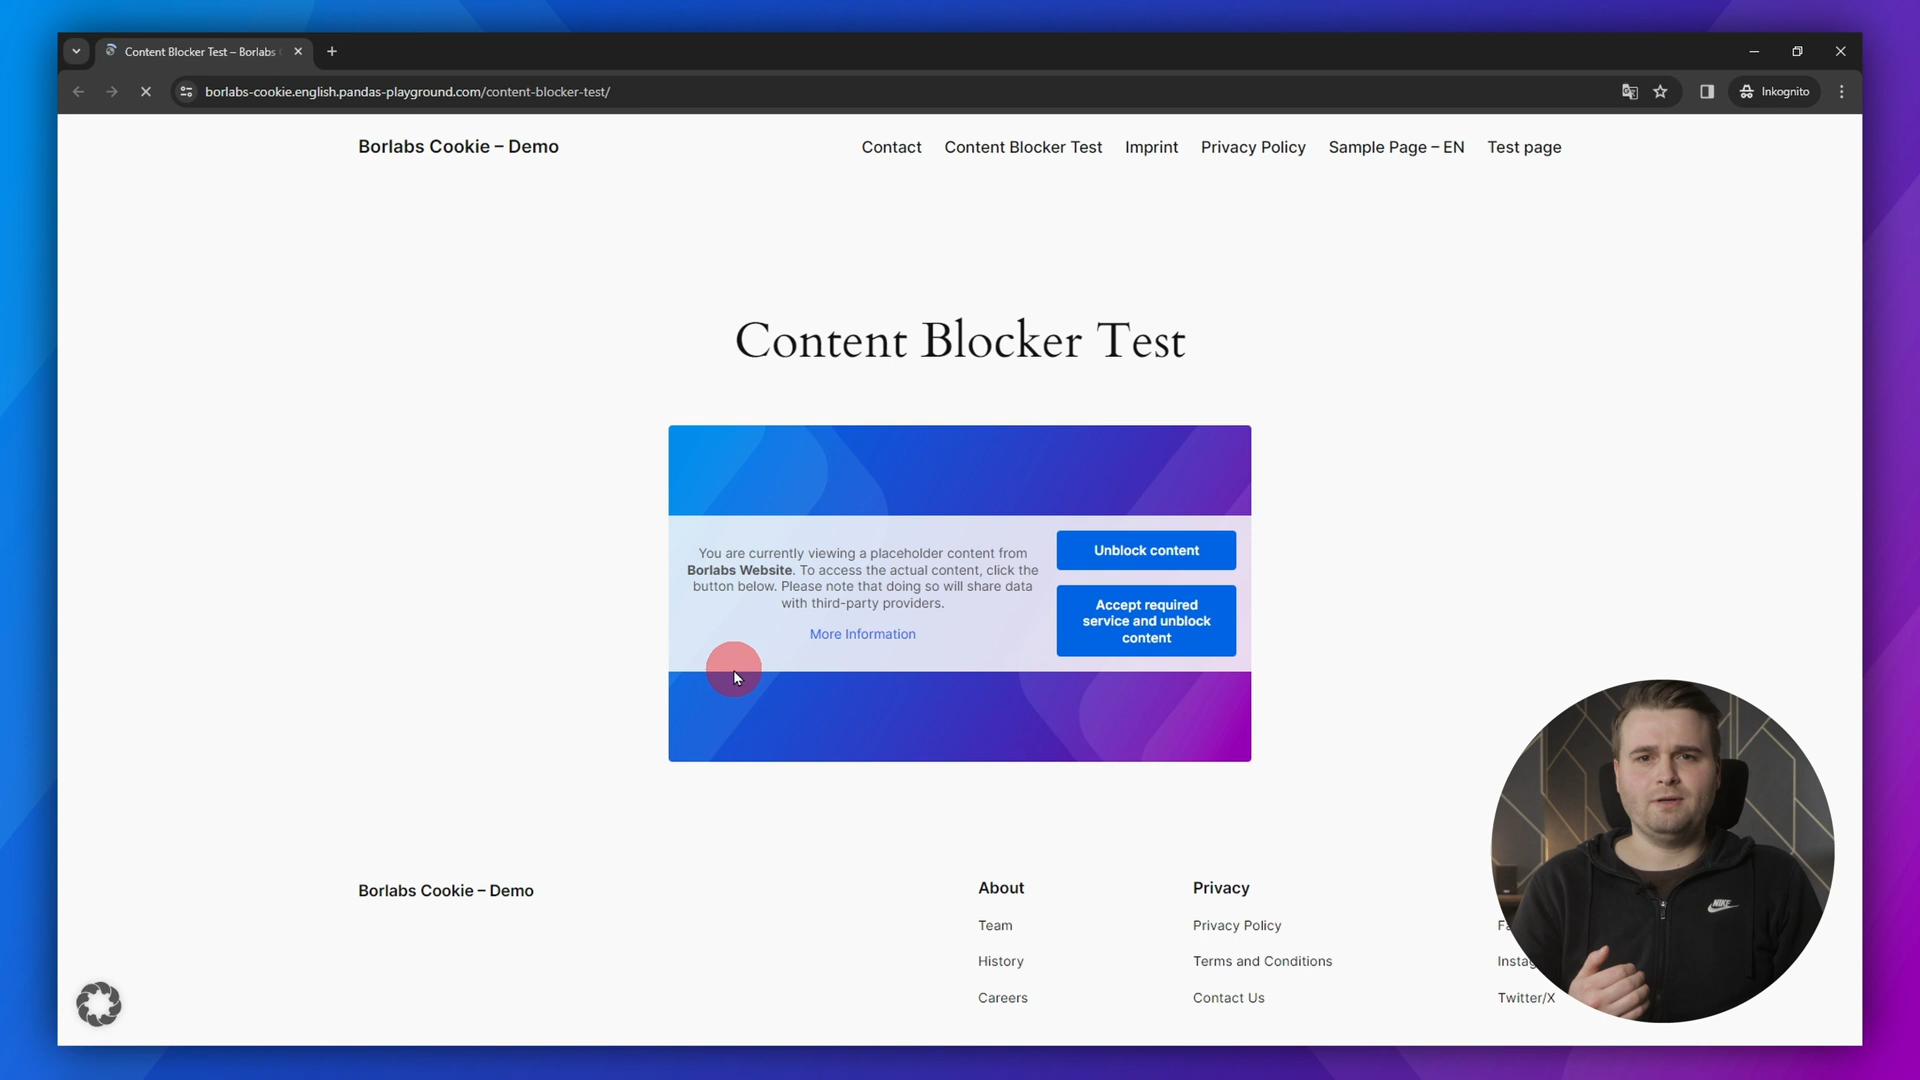 Content Blocker Test – Borlabs
borlabs-cookie.english.pandas-playground.com/content-blocker-test/
Inkognito
Borlabs Cookie – Demo
Contact
Content Blocker Test
Imprint
Privacy Policy
Sample Page – EN
Test page
Content Blocker Test
You are currently viewing a placeholder content from
Borlabs Website. To access the actual content, click the
button below. Please note that doing so will share data
with third-party providers.
More Information
Unblock content
Accept required
service and unblock
content
Borlabs Cookie – Demo
About
Team
History
Careers
Privacy
Privacy Policy
Terms and Conditions
Contact Us
Twitter/X
NIKE